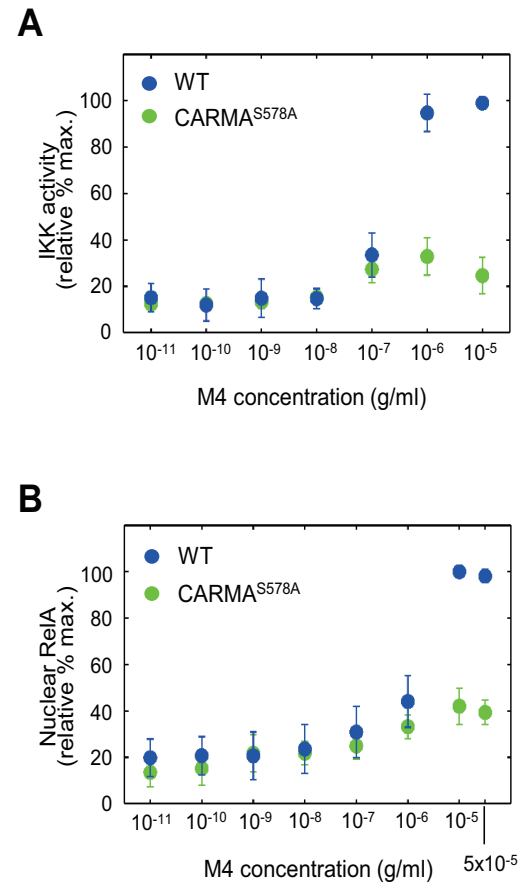 A
WT
CARMA^S578A
IKK activity
(relative % max.)
100
80
60
40
20
0
10^-11 10^-10 10^-9 10^-8 10^-7 10^-6 10^-5
M4 concentration (g/ml)
B
WT
CARMA^S578A
Nuclear RelA
(relative % max.)
100
80
60
40
20
0
10^-11 10^-10 10^-9 10^-8 10^-7 10^-6 10^-5
5x10^-5
M4 concentration (g/ml)